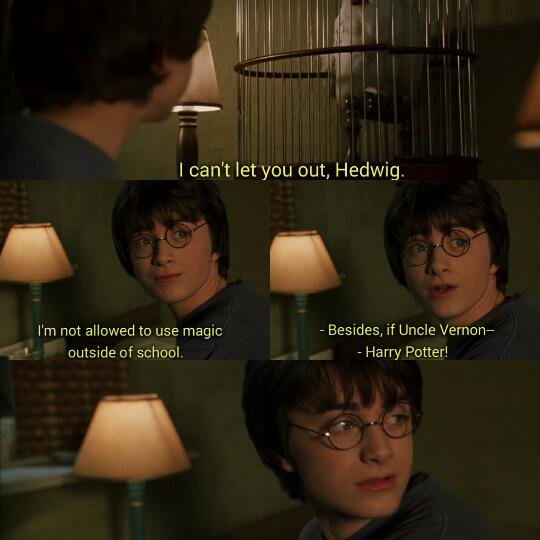 I can't let you out, Hedwig.
I'm not allowed to use magic
outside of school.
- Besides, if Uncle Vernon--
- Harry Potter!